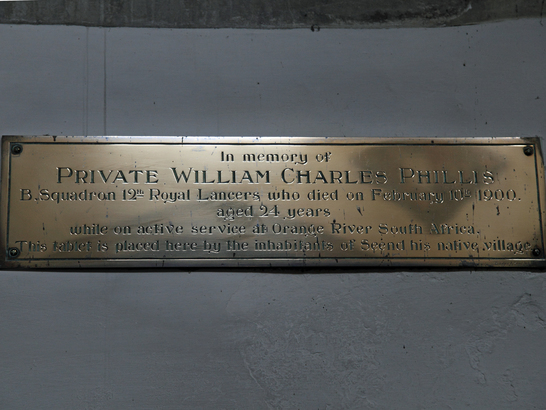 In memory of
PRIVATE WILLIAM CHARLES PHILLIS
B. Squadron 12th Royal Lancers who died on February 10th 1900.
aged 24 years
while on active service at Orange River South Africa.
This tablet is placed here by the inhabitants of Seend his native village